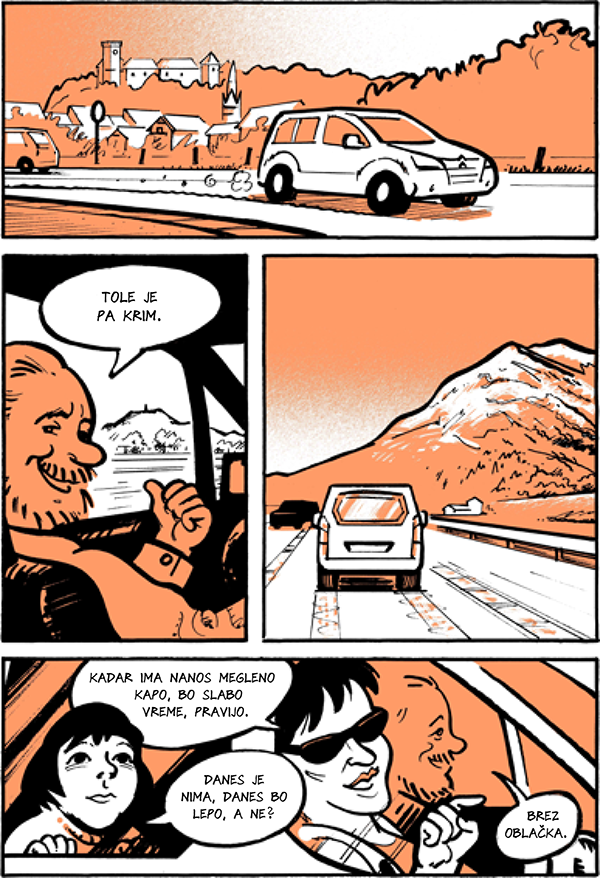 TOLE JE
PA KRIM.
KADAR IMA NANOS MEGLENO
KAPO, BO SLABO
VREME, PRAVIJO.
DANES JE
NIMA, DANES BO
LEPO, A NE?
BREZ
OBLAČKA.